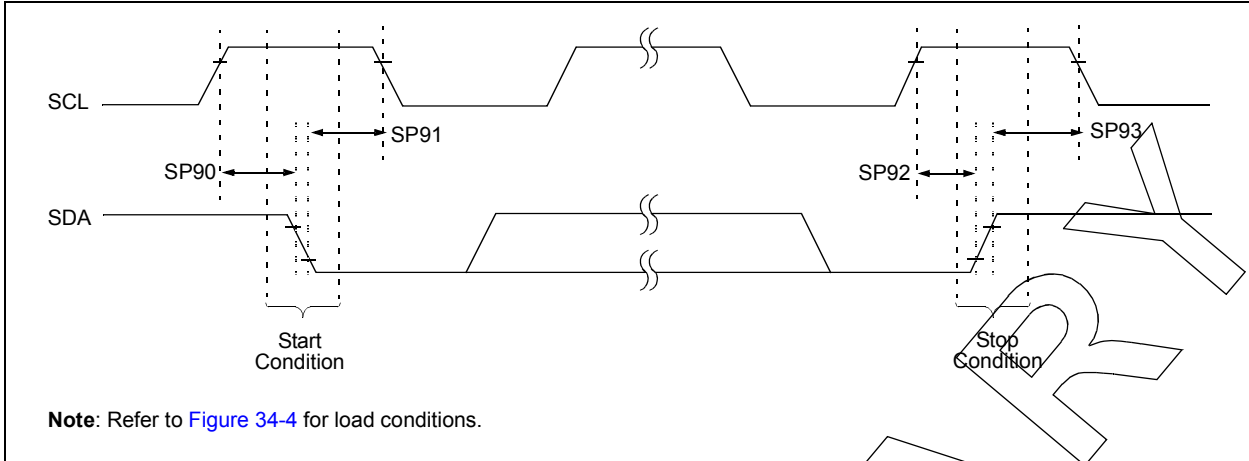 SCL
SP91
SP93
SP90
SP92
SDA
Start
Condition
Stop
Condition
Note: Refer to Figure 34-4 for load conditions.
R Y